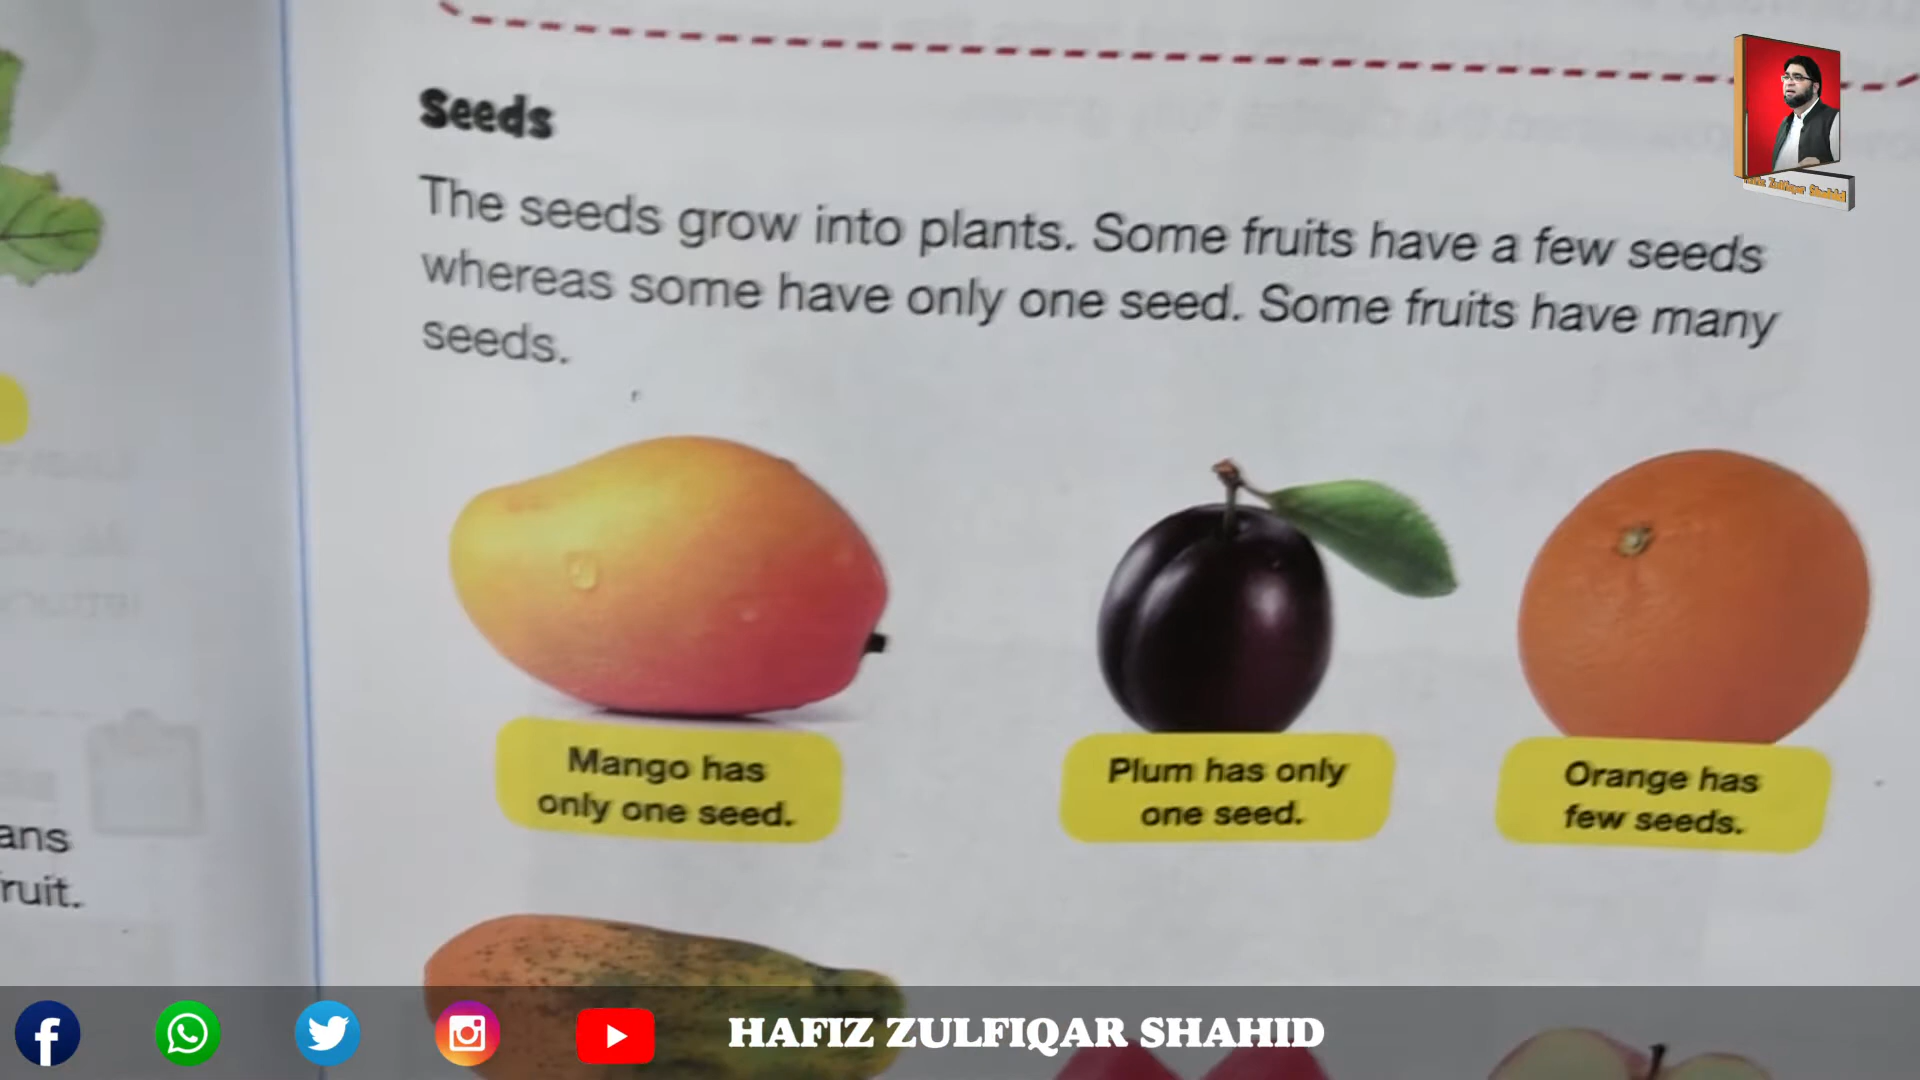 Seeds
The seeds grow into plants. Some fruits have a few seeds
whereas some have only one seed. Some fruits have many
seeds.
Mango has
only one seed.
Plum has only
one seed.
Orange has
few seeds.
ans
ruit.
Zulfiqar Shahid
HAFIZ ZULFIQAR SHAHID